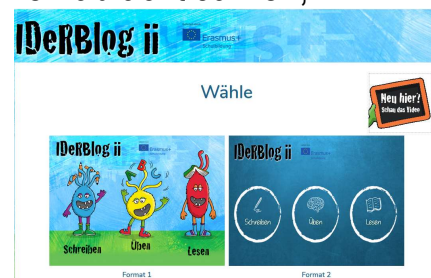 IDeRBlog ii
Erasmus+
Wähle
Neu hier?
Schau das Video
IDeRBlog ii
Erasmus+
A B C
Schreiben
Üben
Lesen
IDeRBlog ii
Schreiben
Üben
Lesen
Format 1
Format 2